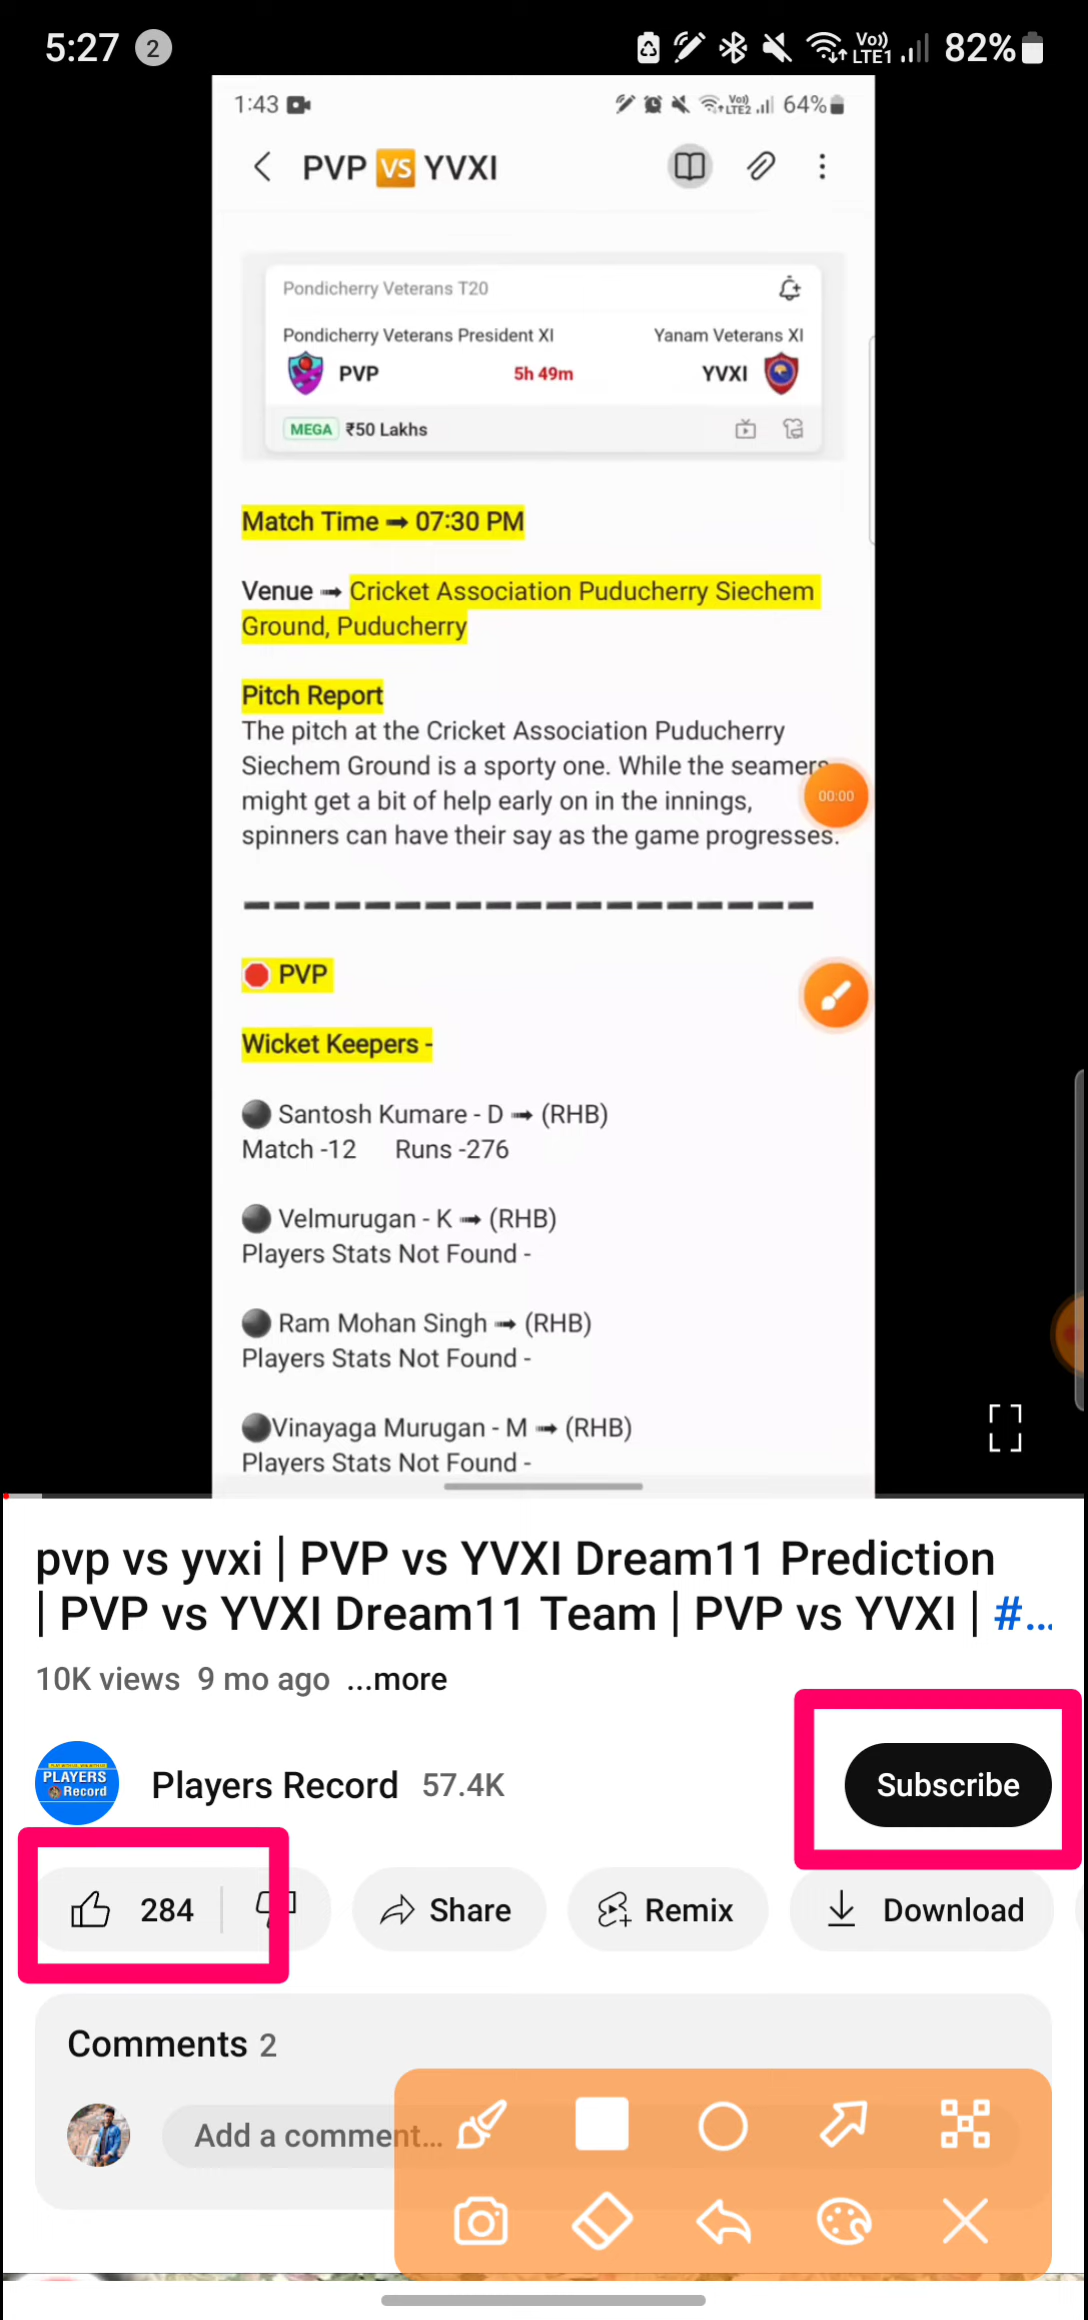 5:27 2 Vo)) LTE1 82%
1:43 Vo)) LTE2 64%
PVP VS YVXI
Pondicherry Veterans T20
Pondicherry Veterans President XI Yanam Veterans XI
PVP 5h 49m YVXI
MEGA ₹50 Lakhs
Match Time ➟ 07:30 PM
Venue ➟ Cricket Association Puducherry Siechem
Ground, Puducherry
Pitch Report
The pitch at the Cricket Association Puducherry
Siechem Ground is a sporty one. While the seamers
might get a bit of help early on in the innings,
00:00
spinners can have their say as the game progresses.
PVP
Wicket Keepers -
Santosh Kumare - D ➟ (RHB)
Match -12 Runs -276
Velmurugan - K ➟ (RHB)
Players Stats Not Found -
Ram Mohan Singh ➟ (RHB)
Players Stats Not Found -
Vinayaga Murugan - M ➟ (RHB)
Players Stats Not Found -
pvp vs yvxi | PVP vs YVXI Dream11 Prediction
| PVP vs YVXI Dream11 Team | PVP vs YVXI | #...
10K views 9 mo ago ...more
PLAYERS
Record
Players Record 57.4K Subscribe
284 Share Remix Download
Comments 2
Add a comment...